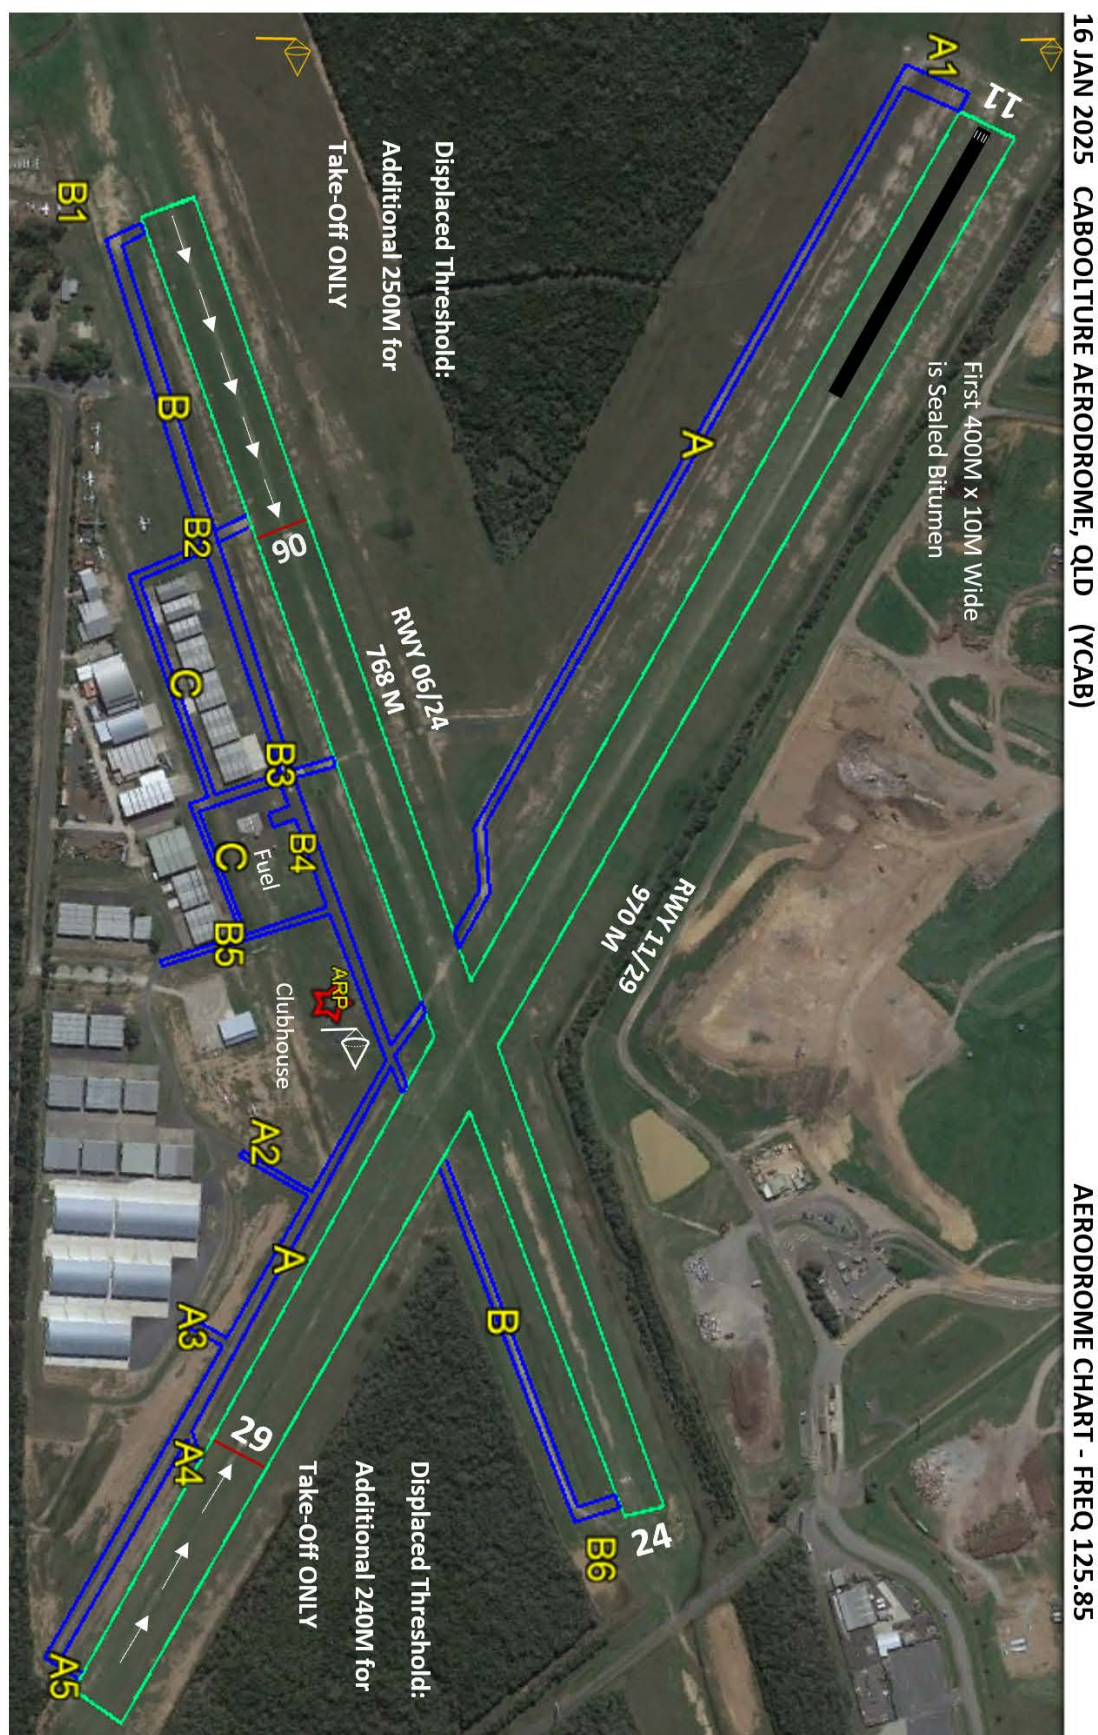 16 JAN 2025 CABOOLTURE AERODROME, QLD (YCAB)
AERODROME CHART - FREQ 125.85
11
A1
First 400M x 10M Wide
is Sealed Bitumen
A
RWY 11/29
970 M
24
B6
B
Displaced Threshold:
Additional 250M for
Take-Off ONLY
RWY 06/24
768 M
06
Displaced Threshold:
Additional 240M for
Take-Off ONLY
29
B1
B
B2
C
B3
B4
Fuel
C
B5
ARP
Clubhouse
A2
A
A3
A4
A5